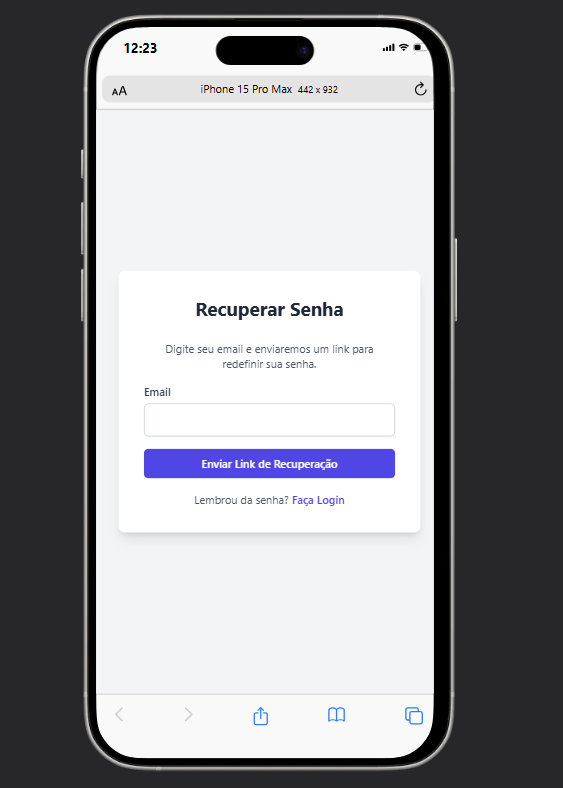 12:23
AA iPhone 15 Pro Max 442 x 932
Recuperar Senha
Digite seu email e enviaremos um link para
redefinir sua senha.
Email
Enviar Link de Recuperação
Lembrou da senha? Faça Login